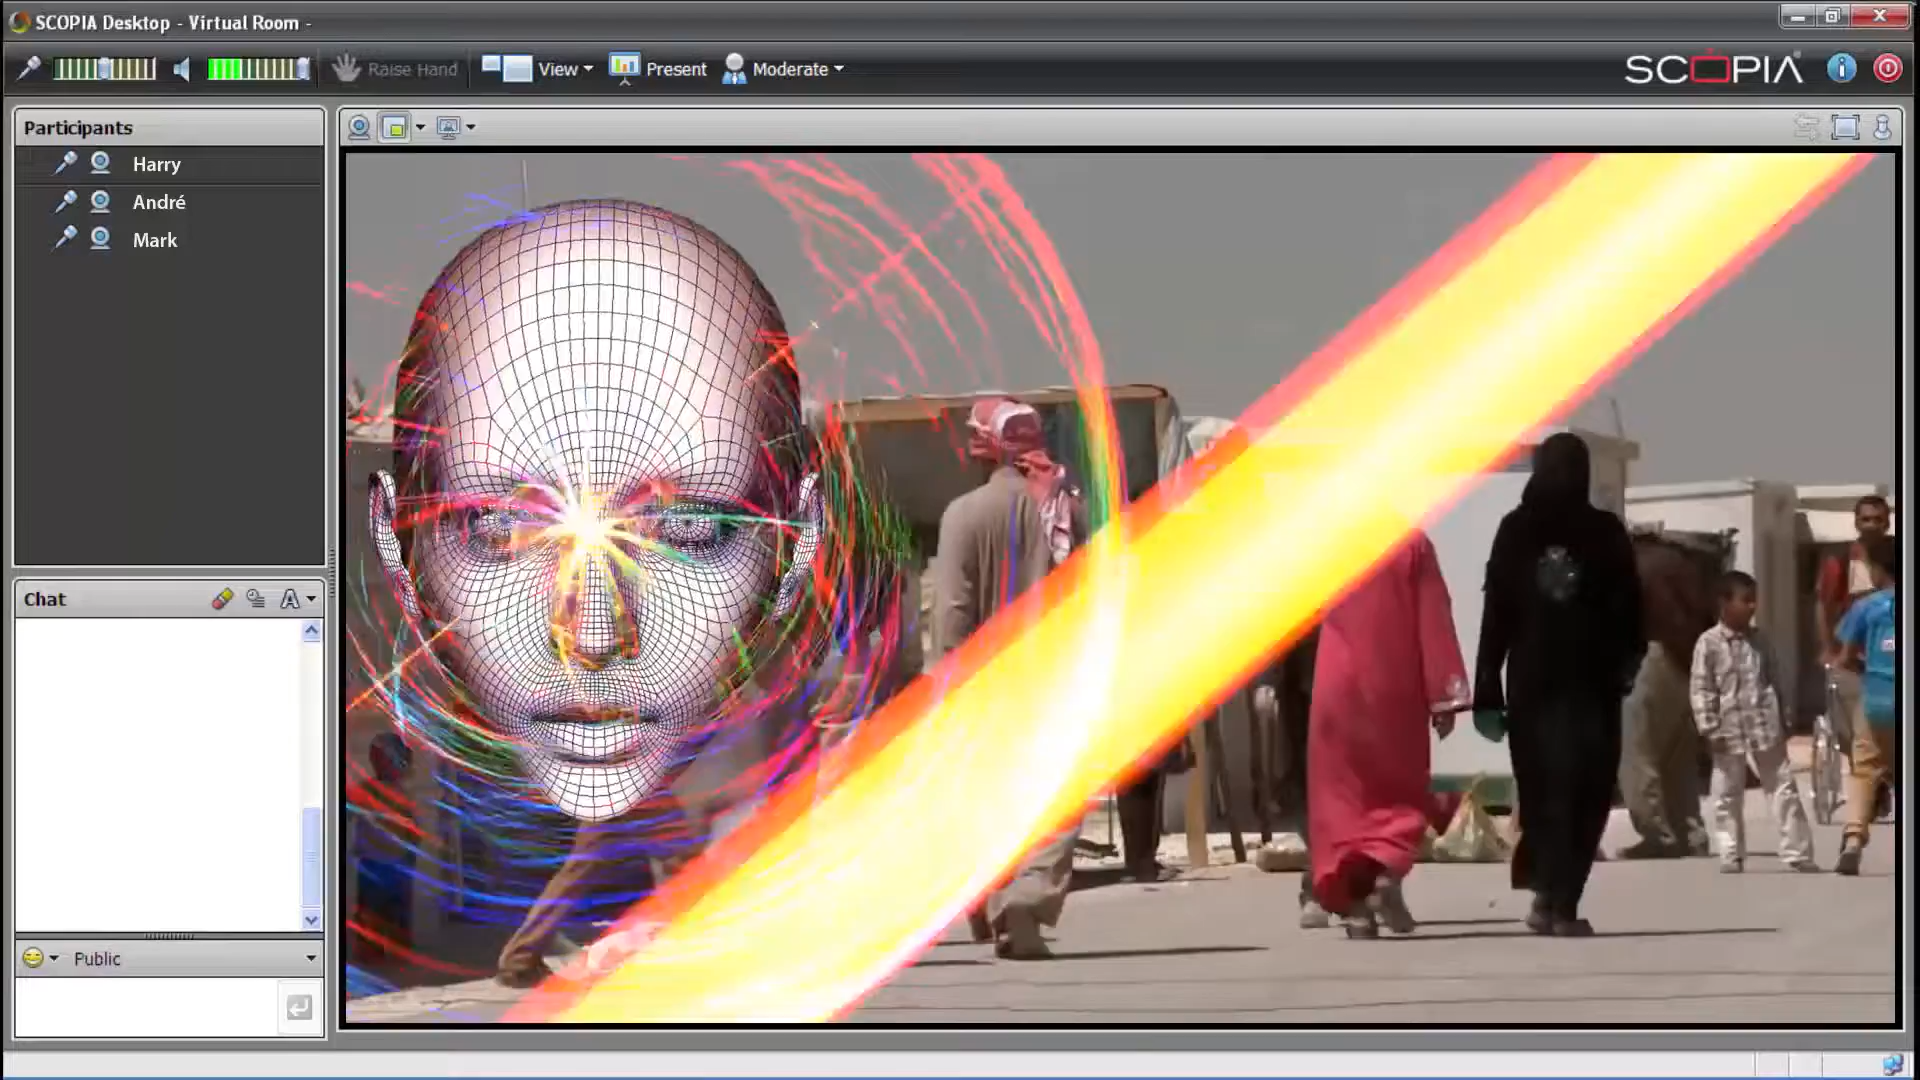 SCOPIA Desktop - Virtual Room -
Raise Hand
View
Present
Moderate
SCOPIA
Participants
Harry
André
Mark
Chat
A
Public